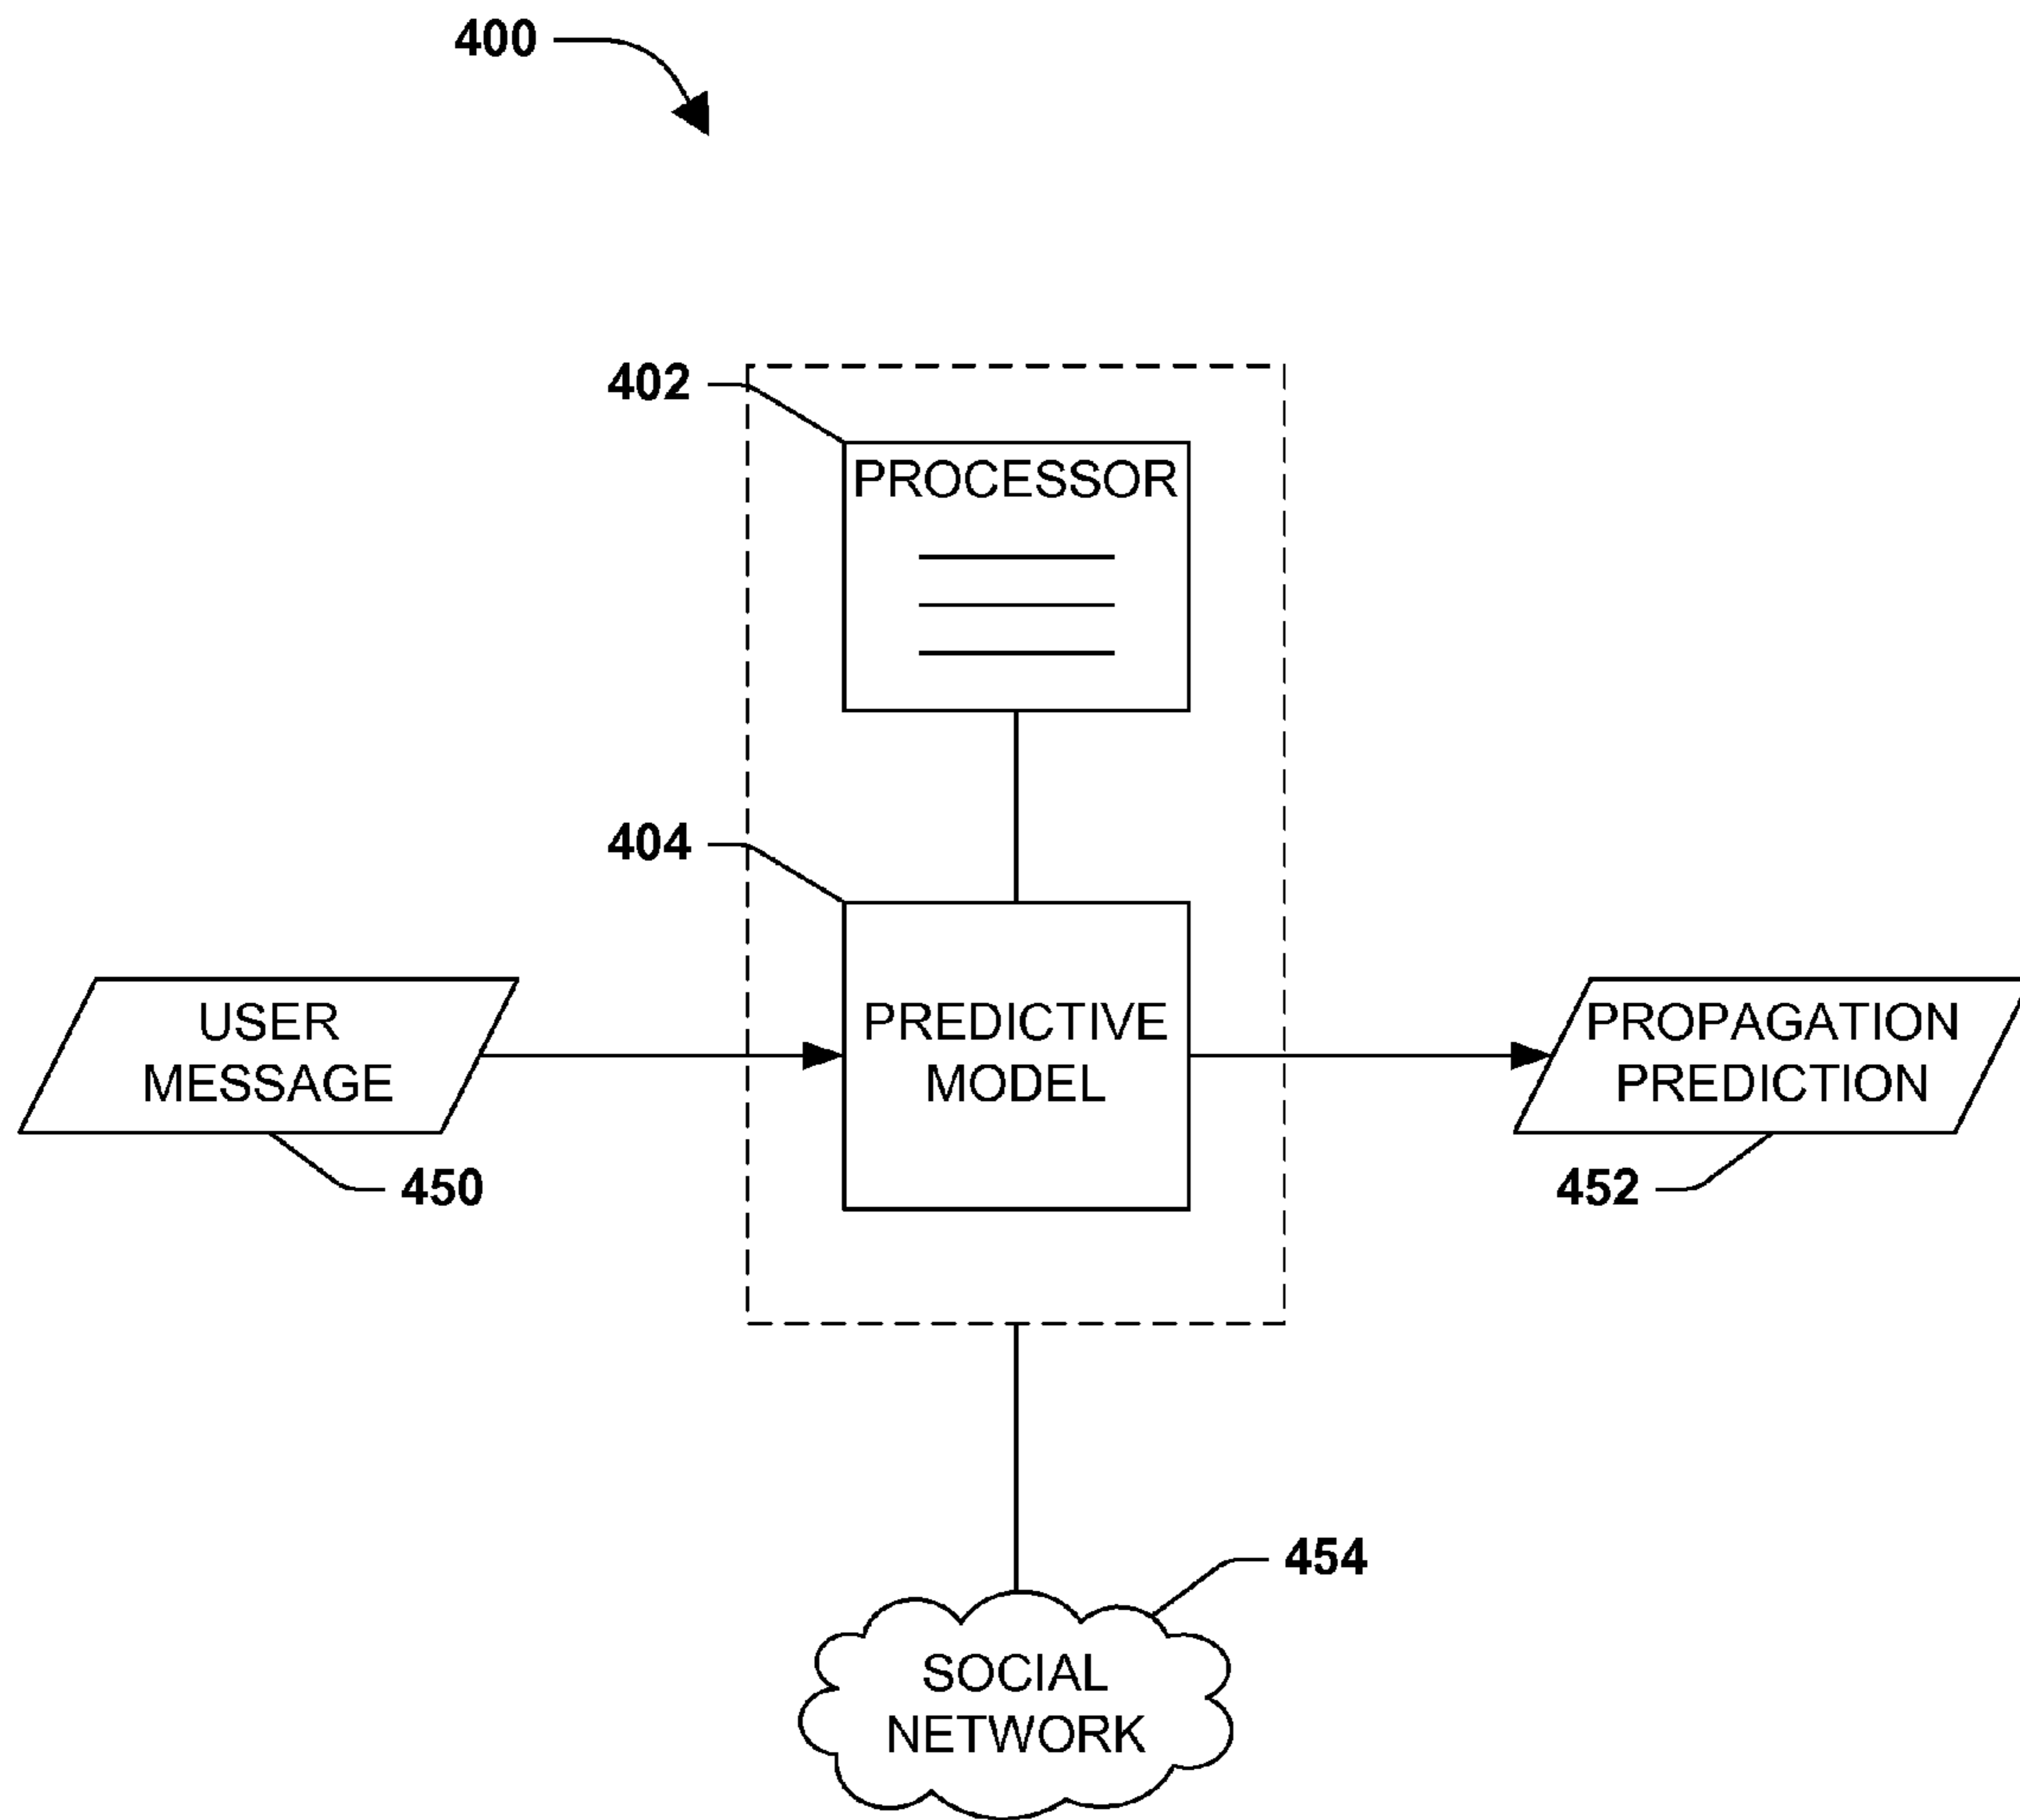 400
402
PROCESSOR
404
USER
MESSAGE
450
PREDICTIVE
MODEL
PROPAGATION
PREDICTION
452
454
SOCIAL
NETWORK